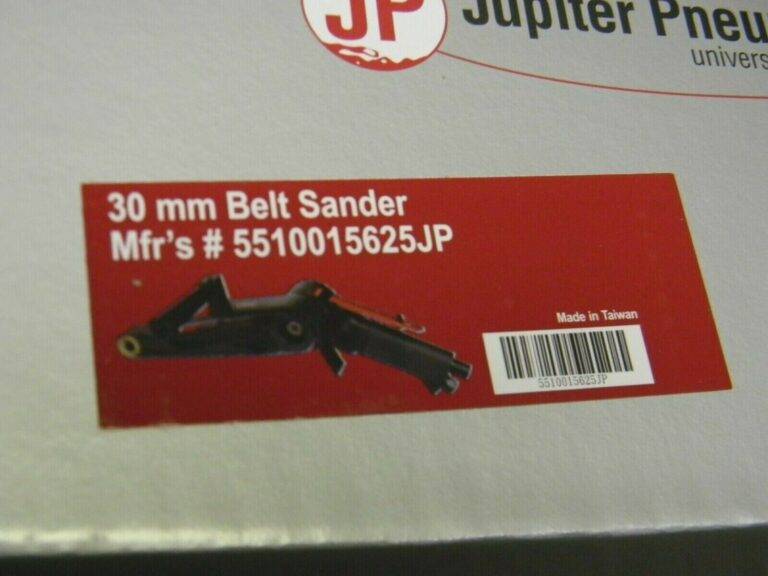 JP
Jupiter Pneu
univers
30 mm Belt Sander
Mfr's # 5510015625JP
Made in Taiwan
5510015625JP